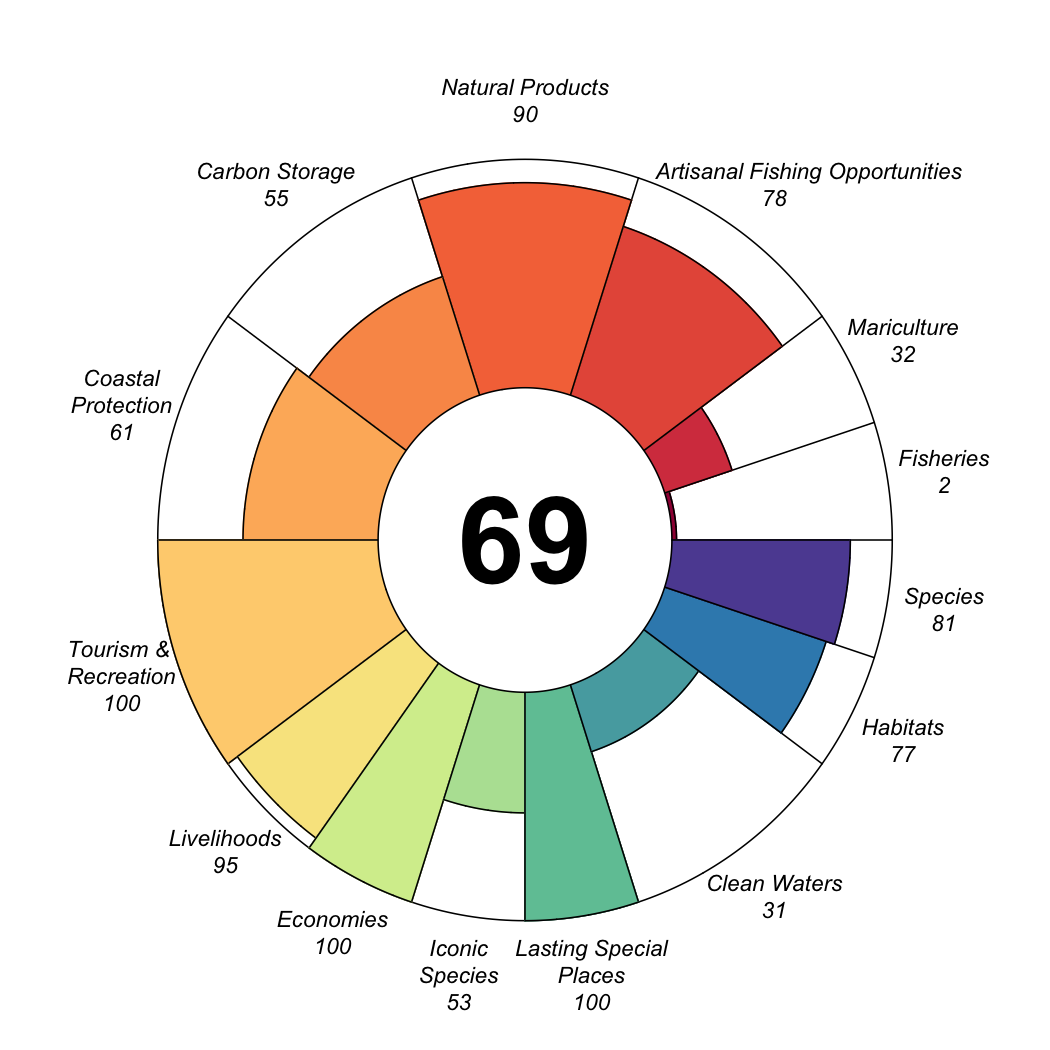 Natural Products
90
Carbon Storage
55
Artisanal Fishing Opportunities
78
Mariculture
32
Coastal
Protection
61
Fisheries
2
69
Species
81
Tourism &
Recreation
100
Habitats
77
Livelihoods
95
Clean Waters
31
Economies
100
Iconic
Species
53
Lasting Special
Places
100